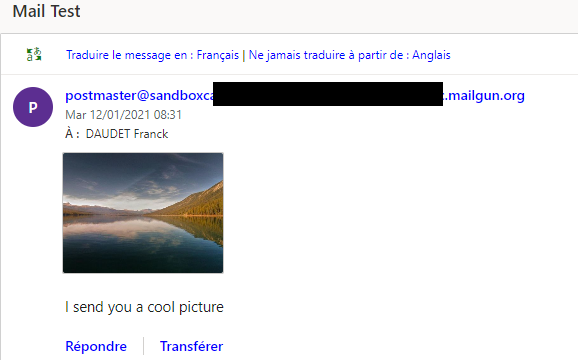 Mail Test
Traduire le message en : Français | Ne jamais traduire à partir de : Anglais
P
postmaster@sandboxc .mailgun.org
Mar 12/01/2021 08:31
À : DAUDET Franck
I send you a cool picture
Répondre | Transférer